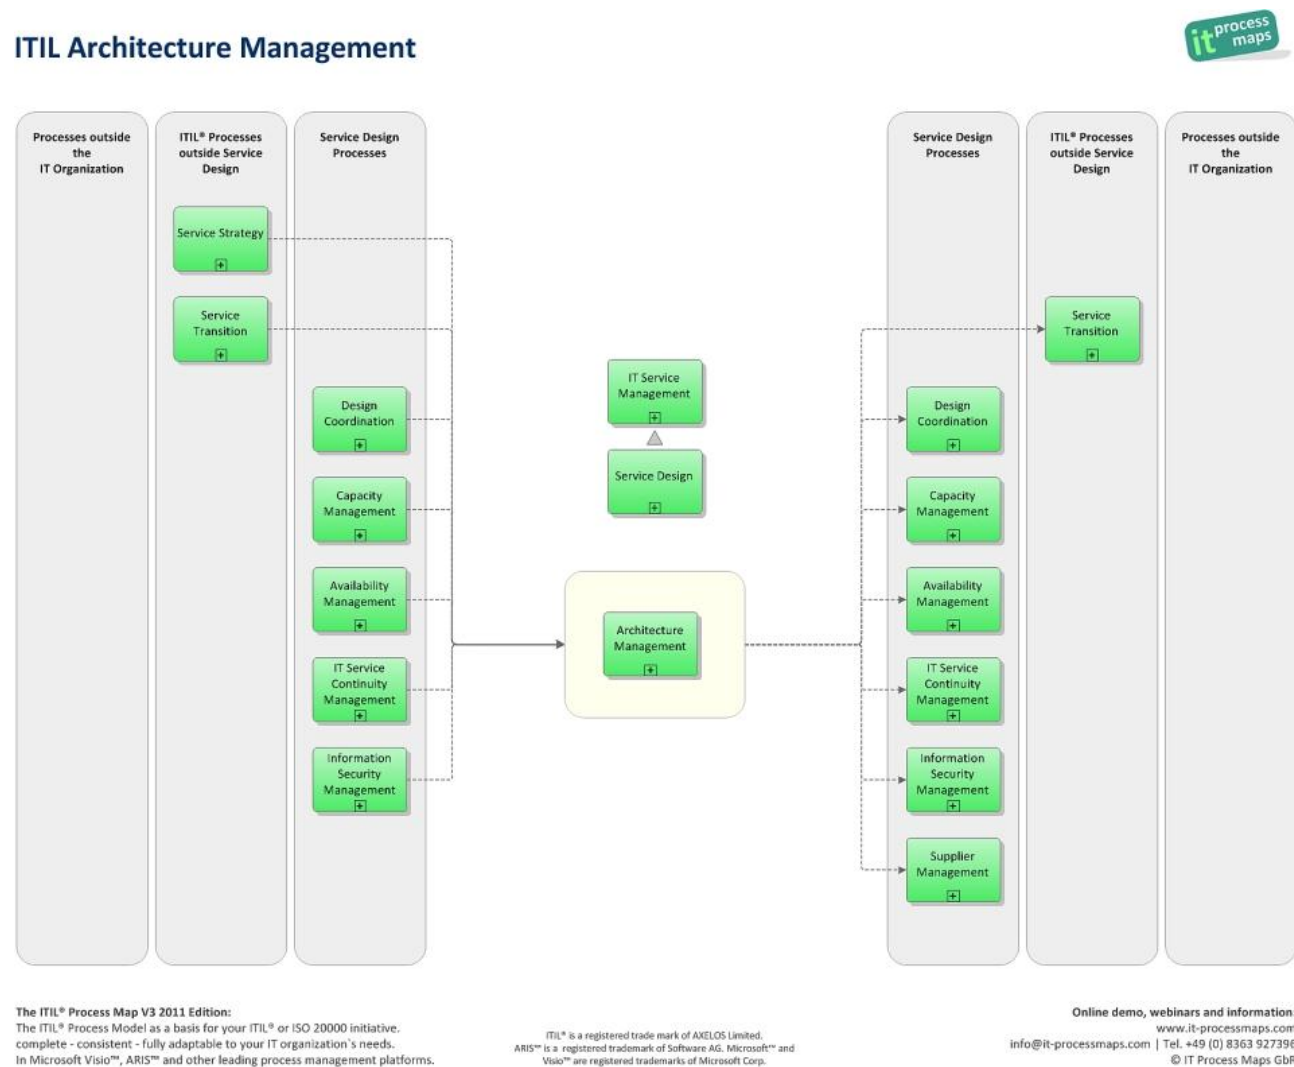 ITIL Architecture Management
it process
maps
Processes outside
the
IT Organization
ITIL® Processes
outside Service
Design
Service Design
Processes
Service Design
Processes
ITIL® Processes
outside Service
Design
Processes outside
the
IT Organization
Service Strategy
Service
Transition
Design
Coordination
Capacity
Management
Availability
Management
IT Service
Continuity
Management
Information
Security
Management
IT Service
Management
Service Design
Architecture
Management
Service
Transition
Design
Coordination
Capacity
Management
Availability
Management
IT Service
Continuity
Management
Information
Security
Management
Supplier
Management
The ITIL® Process Map V3 2011 Edition:
The ITIL® Process Model as a basis for your ITIL® or ISO 20000 initiative.
complete - consistent - fully adaptable to your IT organization`s needs.
In Microsoft Visio™, ARIS™ and other leading process management platforms.
ITIL® is a registered trade mark of AXELOS Limited.
ARIS™ is a registered trademark of Software AG. Microsoft™ and
Visio™ are registered trademarks of Microsoft Corp.
Online demo, webinars and information:
www.it-processmaps.com
info@it-processmaps.com | Tel. +49 (0) 8363 927396
© IT Process Maps GbR